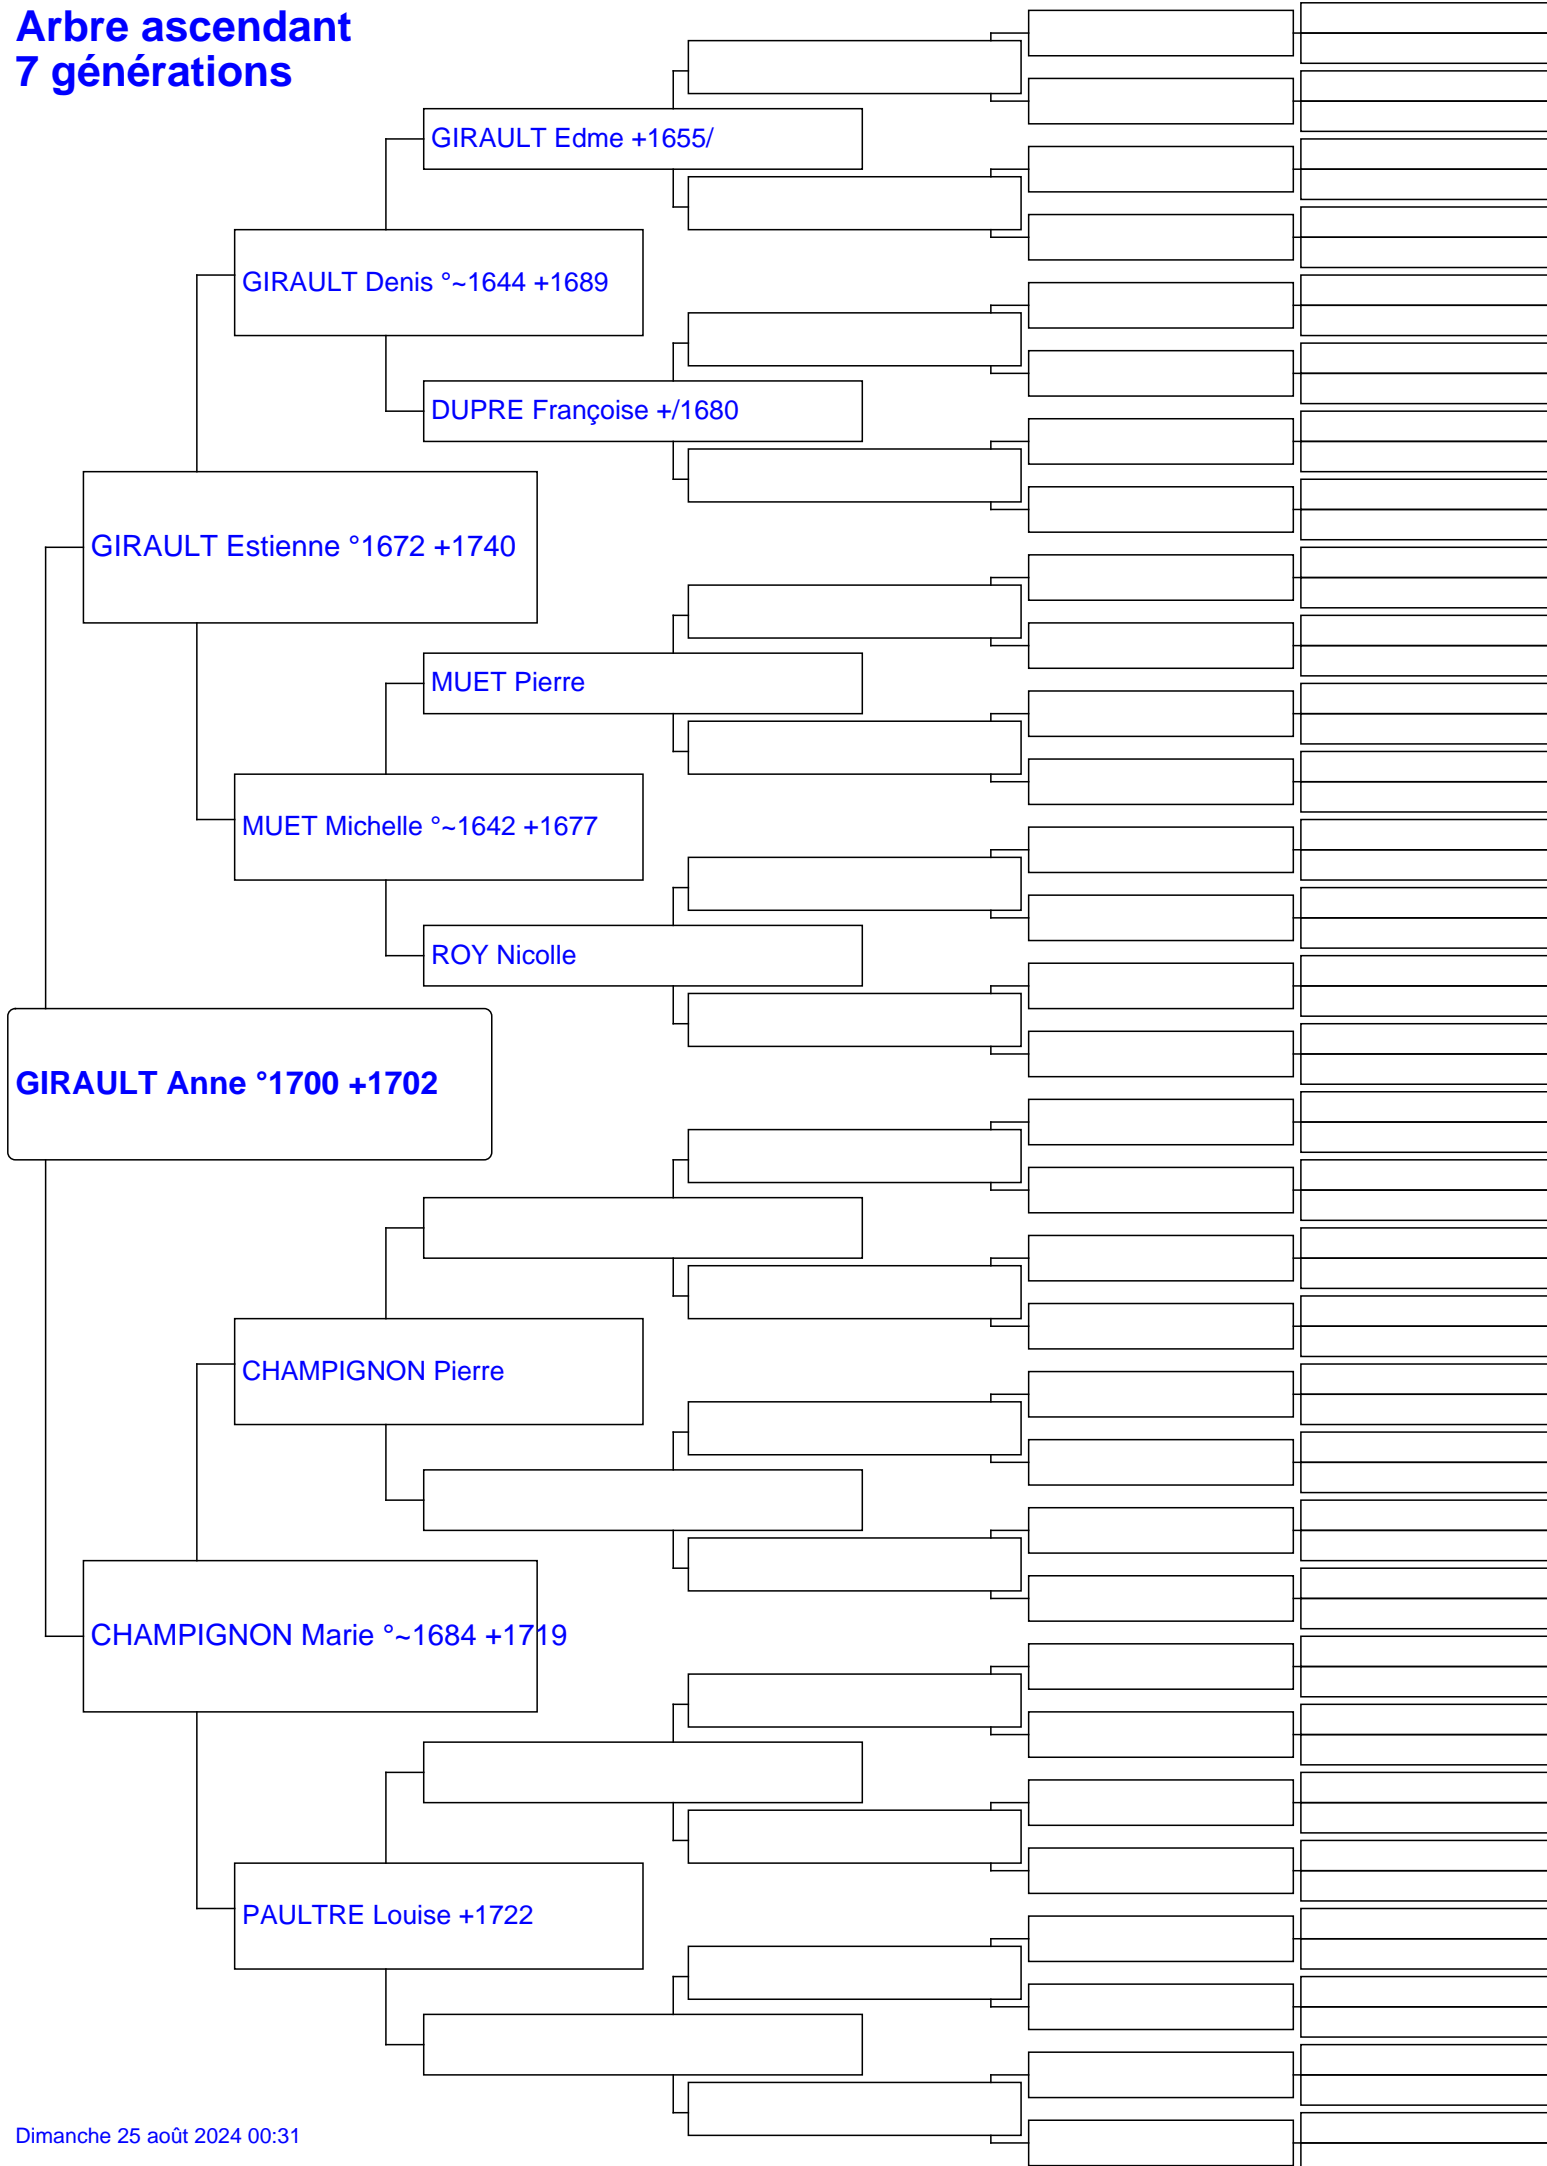 Arbre ascendant
7 générations
GIRAULT Edme +1655/
GIRAULT Denis °~1644 +1689
DUPRE Françoise +/1680
GIRAULT Estienne °1672 +1740
MUET Pierre
MUET Michelle °~1642 +1677
ROY Nicolle
GIRAULT Anne °1700 +1702
CHAMPIGNON Pierre
CHAMPIGNON Marie °~1684 +1719
PAULTRE Louise +1722
Dimanche 25 août 2024 00:31